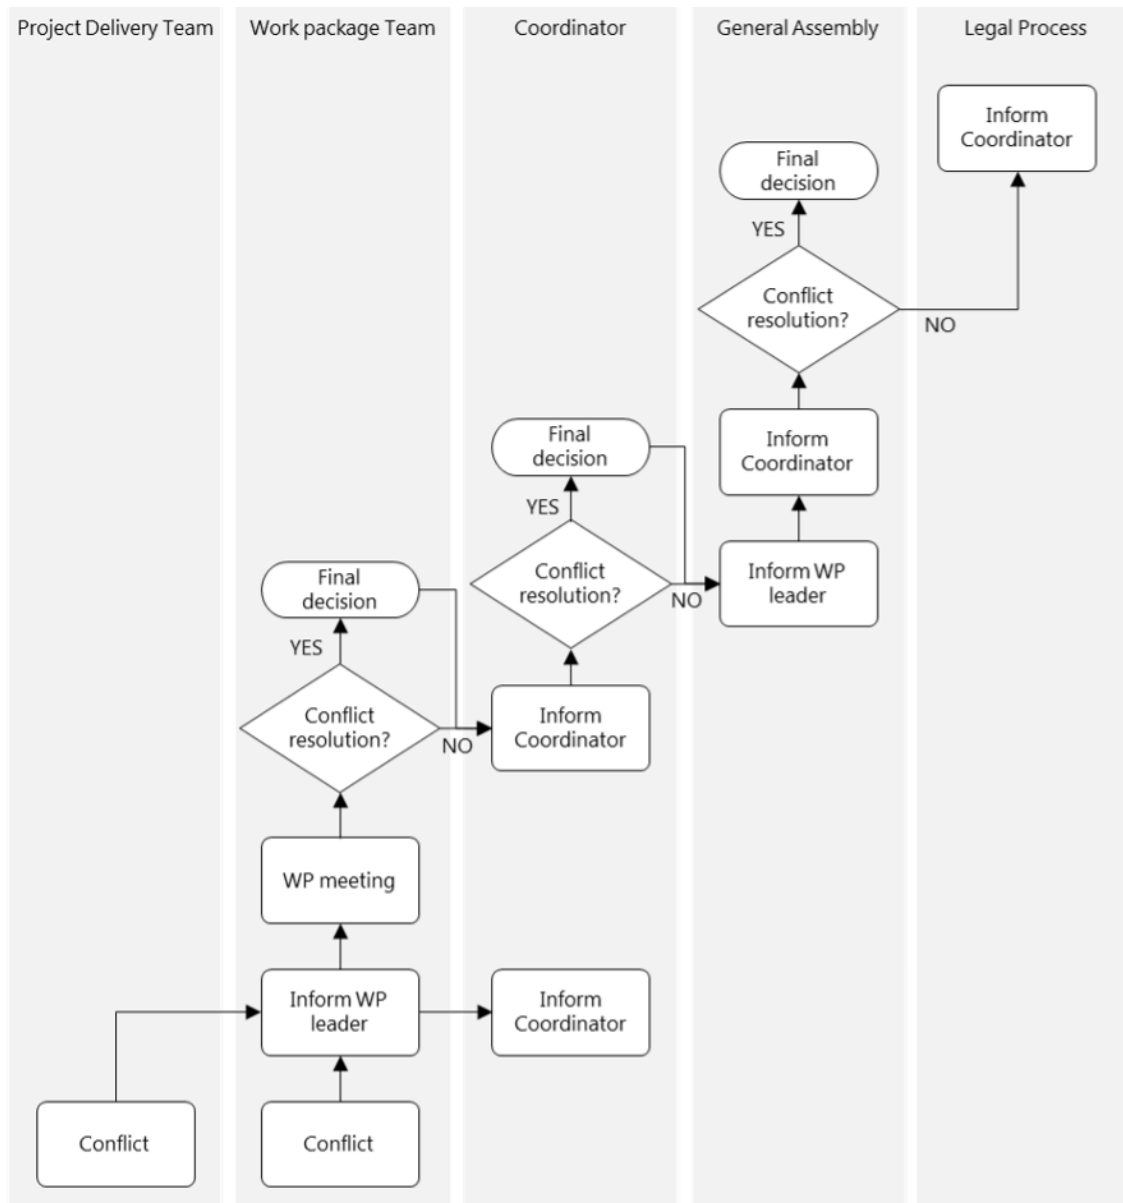 Project Delivery Team
Work package Team
Coordinator
General Assembly
Legal Process
Inform
Coordinator
Final
decision
YES
Conflict
resolution?
NO
Inform
Coordinator
Inform WP
leader
Final
decision
YES
Conflict
resolution?
NO
Inform
Coordinator
Final
decision
YES
Conflict
resolution?
NO
WP meeting
Inform WP
leader
Inform
Coordinator
Conflict
Conflict